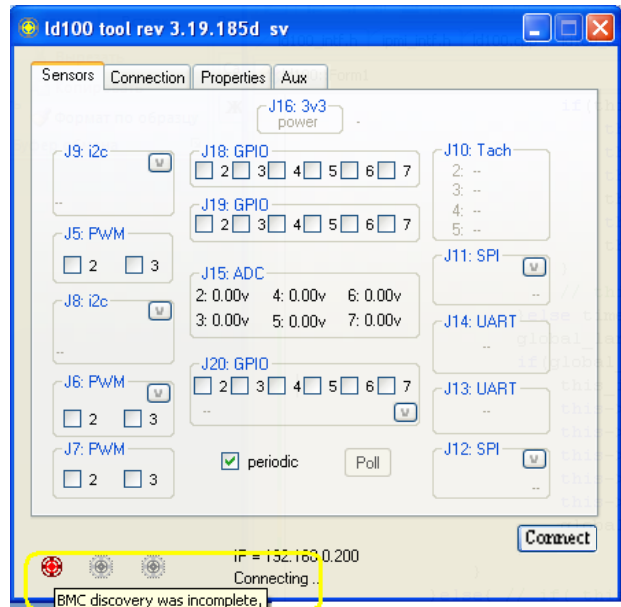 ld100 tool rev 3.19.185d sv
Sensors Connection Properties Aux
J16: 3v3
power -
J9: i2c
v
--
J18: GPIO
2 3 4 5 6 7
J10: Tach
2: --
3: --
4: --
5: --
J19: GPIO
2 3 4 5 6 7
J5: PWM
2 3
J15: ADC
2: 0.00v 4: 0.00v 6: 0.00v
3: 0.00v 5: 0.00v 7: 0.00v
J11: SPI
v
--
J8: i2c
v
--
J14: UART
--
J20: GPIO
2 3 4 5 6 7
-- v
J6: PWM
v
2 3
J13: UART
--
J7: PWM
2 3
periodic
Poll
J12: SPI
v
--
Connect
IP = 192.168.0.200
Connecting ..
BMC discovery was incomplete,